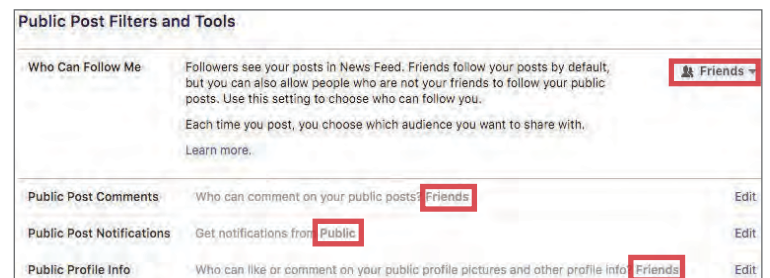 Public Post Filters and Tools
Who Can Follow Me
Followers see your posts in News Feed. Friends follow your posts by default,
but you can also allow people who are not your friends to follow your public
posts. Use this setting to choose who can follow you.
Each time you post, you choose which audience you want to share with.
Learn more.
Friends
Public Post Comments Who can comment on your public posts? Friends Edit
Public Post Notifications Get notifications from Public Edit
Public Profile Info Who can like or comment on your public profile pictures and other profile info? Friends Edit